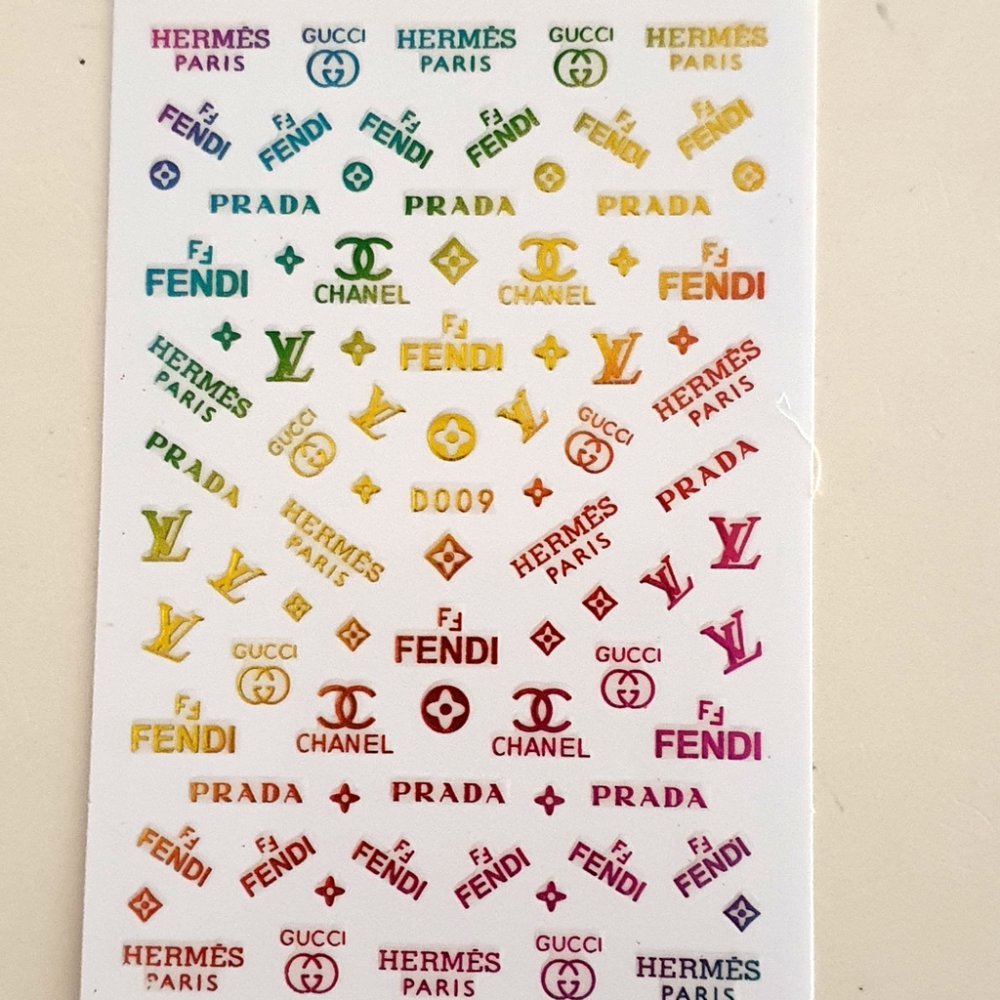 HERMÈS GUCCI HERMÈS GUCCI HERMÈS
PARIS PARIS PARIS
FENDI FENDI FENDI FENDI FENDI FENDI
PRADA PRADA PRADA
FENDI CHANEL CHANEL FENDI
FENDI
HERMÈS
PARIS
HERMÈS
PARIS
GUCCI GUCCI
PRADA D009 PRADA
HERMÈS
PARIS
HERMÈS
PARIS
FENDI
GUCCI GUCCI
FENDI CHANEL CHANEL FENDI
PRADA PRADA PRADA
FENDI FENDI FENDI FENDI FENDI FENDI
HERMÈS GUCCI HERMÈS GUCCI HERMÈS
PARIS PARIS PARIS